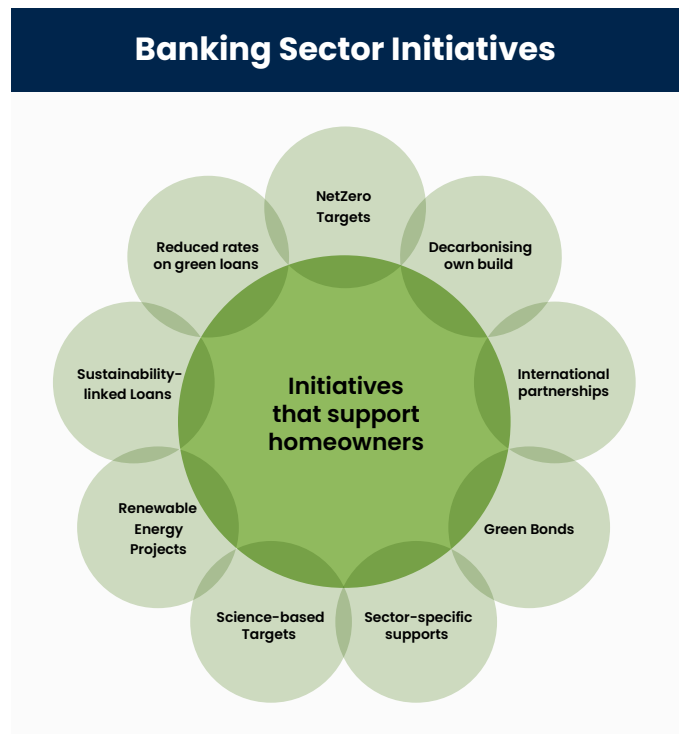 Banking Sector Initiatives
NetZero
Targets
Reduced rates
on green loans
Decarbonising
own build
Sustainability-
linked Loans
Initiatives
that support
homeowners
International
partnerships
Renewable
Energy
Projects
Green Bonds
Science-based
Targets
Sector-specific
supports